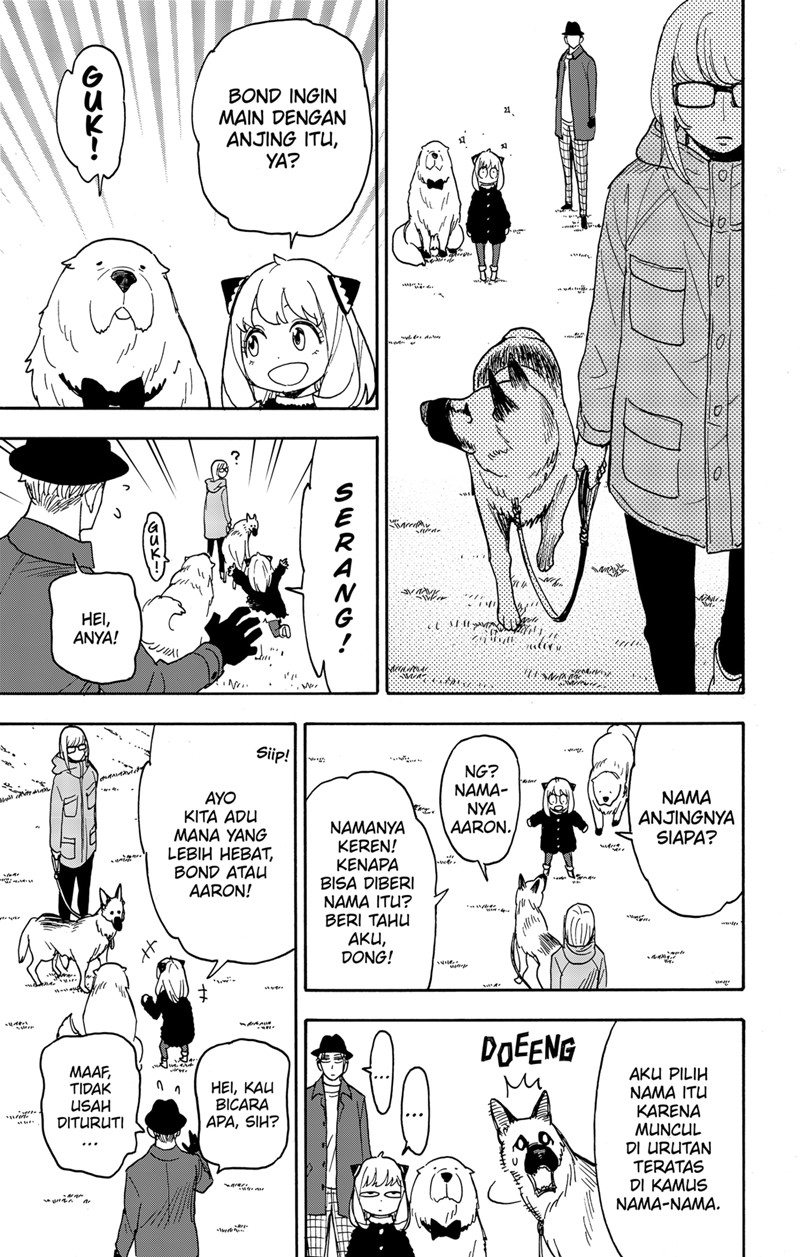 BOND INGIN
MAIN DENGAN
ANJING ITU,
YA?
GUK!
SERANG!
GUK!
HEI,
ANYA!
NAMA
ANJINGNYA
SIAPA?
NG?
NAMA-
NYA
AARON.
NAMANYA
KEREN!
KENAPA
BISA DIBERI
NAMA ITU?
BERI TAHU
AKU,
DONG!
AKU PILIH
NAMA ITU
KARENA
MUNCUL
DI URUTAN
TERATAS
DI KAMUS
NAMA-NAMA.
DOEENG
...
...
Siip!
AYO
KITA ADU
MANA YANG
LEBIH HEBAT,
BOND ATAU
AARON!
HEI, KAU
BICARA
APA, SIH?
MAAF,
TIDAK
USAH
DITURUTI
...